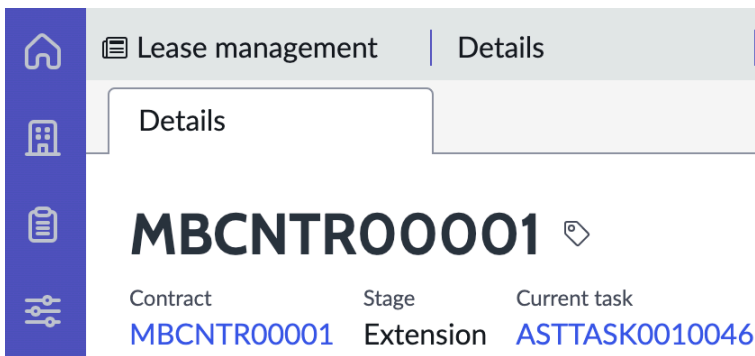 Lease management Details
Details
MBCNTR00001
Contract Stage Current task
MBCNTR00001 Extension ASTTASK0010046